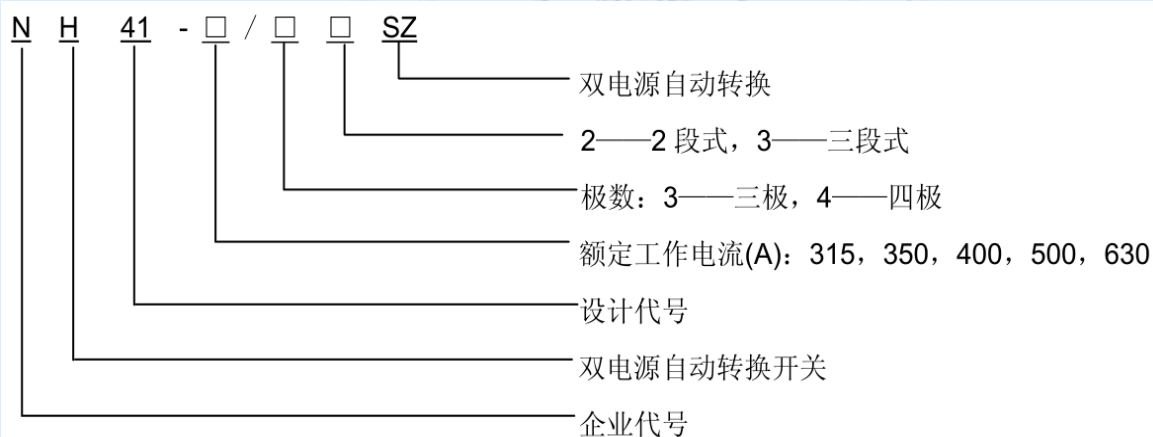 N H 41 - □ / □ □ SZ
双电源自动转换
2——2 段式，3——三段式
极数：3——三极，4——四极
额定工作电流(A)：315，350，400，500，630
设计代号
双电源自动转换开关
企业代号